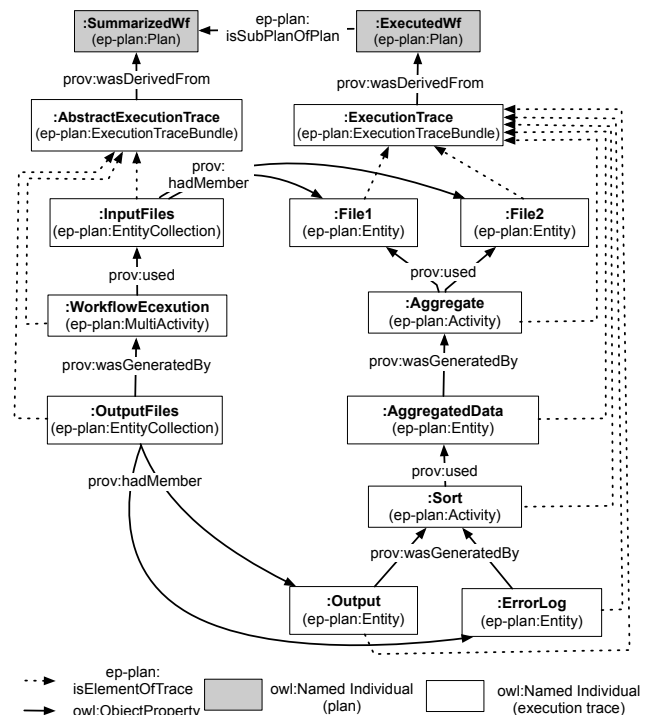 :SummarizedWf
(ep-plan:Plan)
ep-plan:
isSubPlanOfPlan
:ExecutedWf
(ep-plan:Plan)
prov:wasDerivedFrom
prov:wasDerivedFrom
:AbstractExecutionTrace
(ep-plan:ExecutionTraceBundle)
:ExecutionTrace
(ep-plan:ExecutionTraceBundle)
prov:
hadMember
:InputFiles
(ep-plan:EntityCollection)
:File1
(ep-plan:Entity)
:File2
(ep-plan:Entity)
prov:used
prov:used
:WorkflowEcexution
(ep-plan:MultiActivity)
:Aggregate
(ep-plan:Activity)
prov:wasGeneratedBy
prov:wasGeneratedBy
:OutputFiles
(ep-plan:EntityCollection)
:AggregatedData
(ep-plan:Entity)
prov:hadMember
prov:used
:Sort
(ep-plan:Activity)
prov:wasGeneratedBy
:Output
(ep-plan:Entity)
:ErrorLog
(ep-plan:Entity)
ep-plan:
isElementOfTrace
owl:ObjectProperty
owl:Named Individual
(plan)
owl:Named Individual
(execution trace)